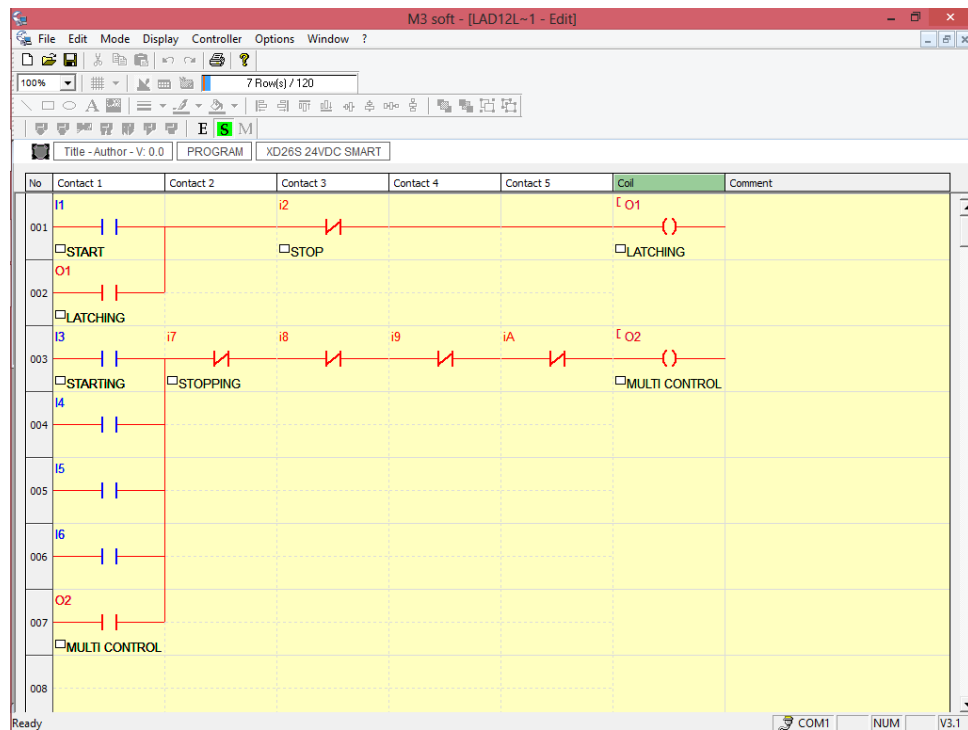 M3 soft - [LAD12L~1 - Edit]
File Edit Mode Display Controller Options Window ?
100% 7 Row(s) / 120
A
E S M
Title - Author - V: 0.0 PROGRAM XD26S 24VDC SMART
No Contact 1 Contact 2 Contact 3 Contact 4 Contact 5 Coil Comment
I1 i2 [ O1
001
START STOP LATCHING
O1
002
LATCHING
I3 i7 i8 i9 iA [ O2
003
STARTING STOPPING MULTI CONTROL
I4
004
I5
005
I6
006
O2
007
MULTI CONTROL
008
Ready COM1 NUM V3.1